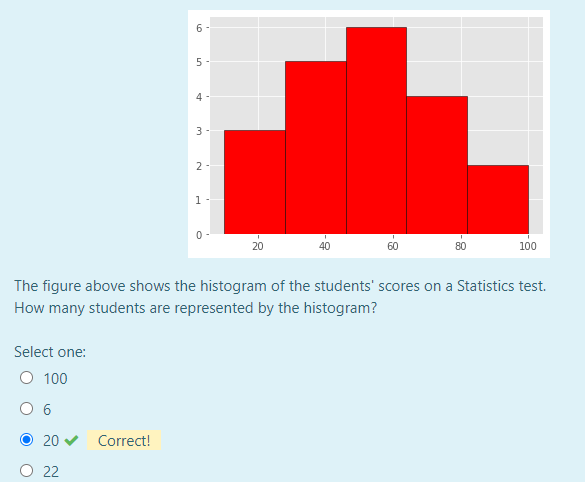 6
5
4
3
2
1
0
20 40 60 80 100
The figure above shows the histogram of the students' scores on a Statistics test.
How many students are represented by the histogram?
Select one:
100
6
20 Correct!
22